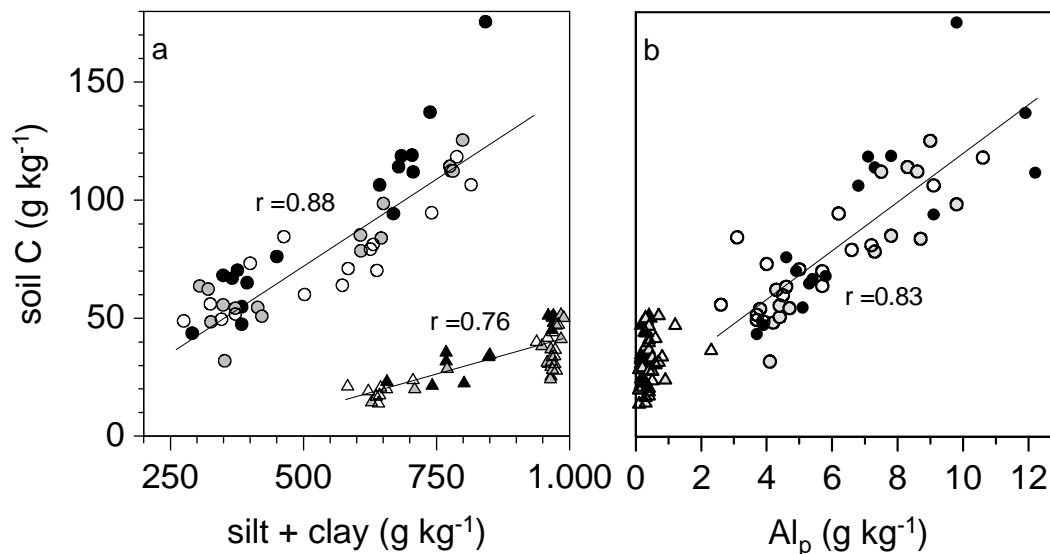 a
b
150
100
50
0
soil C (g kg-1)
r =0.88
r =0.76
r =0.83
250
500
750
1.000
0
2
4
6
8
10
12
silt + clay (g kg-1)
Alp (g kg-1)